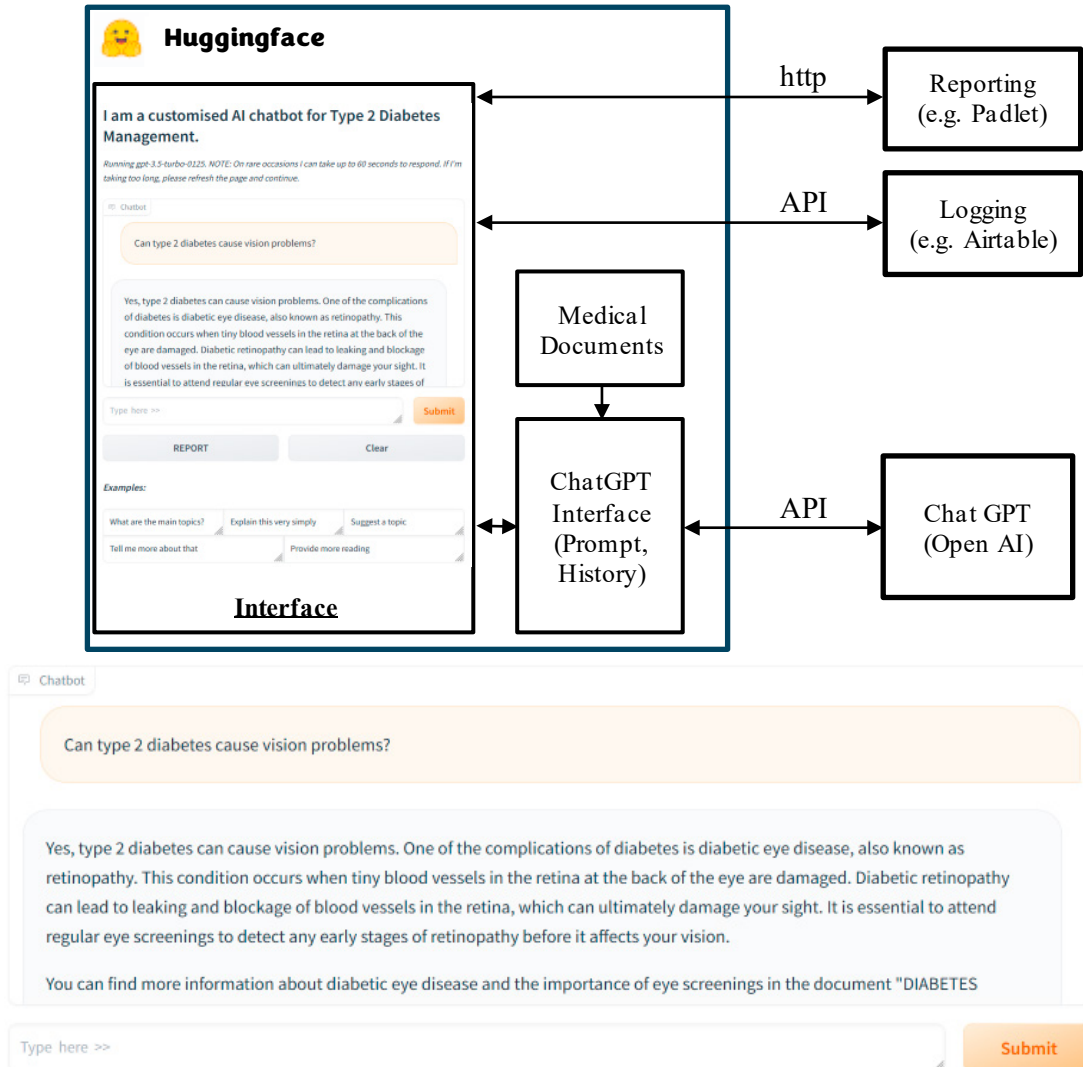 Huggingface
I am a customised AI chatbot for Type 2 Diabetes
Management.
Running gpt-3.5-turbo-0125. NOTE: On rare occasions I can take up to 60 seconds to respond. If I'm
taking too long, please refresh the page and continue.
Chatbot
Can type 2 diabetes cause vision problems?
Yes, type 2 diabetes can cause vision problems. One of the complications
of diabetes is diabetic eye disease, also known as retinopathy. This
condition occurs when tiny blood vessels in the retina at the back of the
eye are damaged. Diabetic retinopathy can lead to leaking and blockage
of blood vessels in the retina, which can ultimately damage your sight. It
is essential to attend regular eye screenings to detect any early stages of
Type here >>
Submit
REPORT
Clear
Examples:
What are the main topics?
Explain this very simply
Suggest a topic
Tell me more about that
Provide more reading
Interface
Medical
Documents
ChatGPT
Interface
(Prompt,
History)
http
Reporting
(e.g. Padlet)
API
Logging
(e.g. Airtable)
API
Chat GPT
(Open AI)
Chatbot
Can type 2 diabetes cause vision problems?
Yes, type 2 diabetes can cause vision problems. One of the complications of diabetes is diabetic eye disease, also known as
retinopathy. This condition occurs when tiny blood vessels in the retina at the back of the eye are damaged. Diabetic retinopathy
can lead to leaking and blockage of blood vessels in the retina, which can ultimately damage your sight. It is essential to attend
regular eye screenings to detect any early stages of retinopathy before it affects your vision.
You can find more information about diabetic eye disease and the importance of eye screenings in the document "DIABETES
Type here >>
Submit